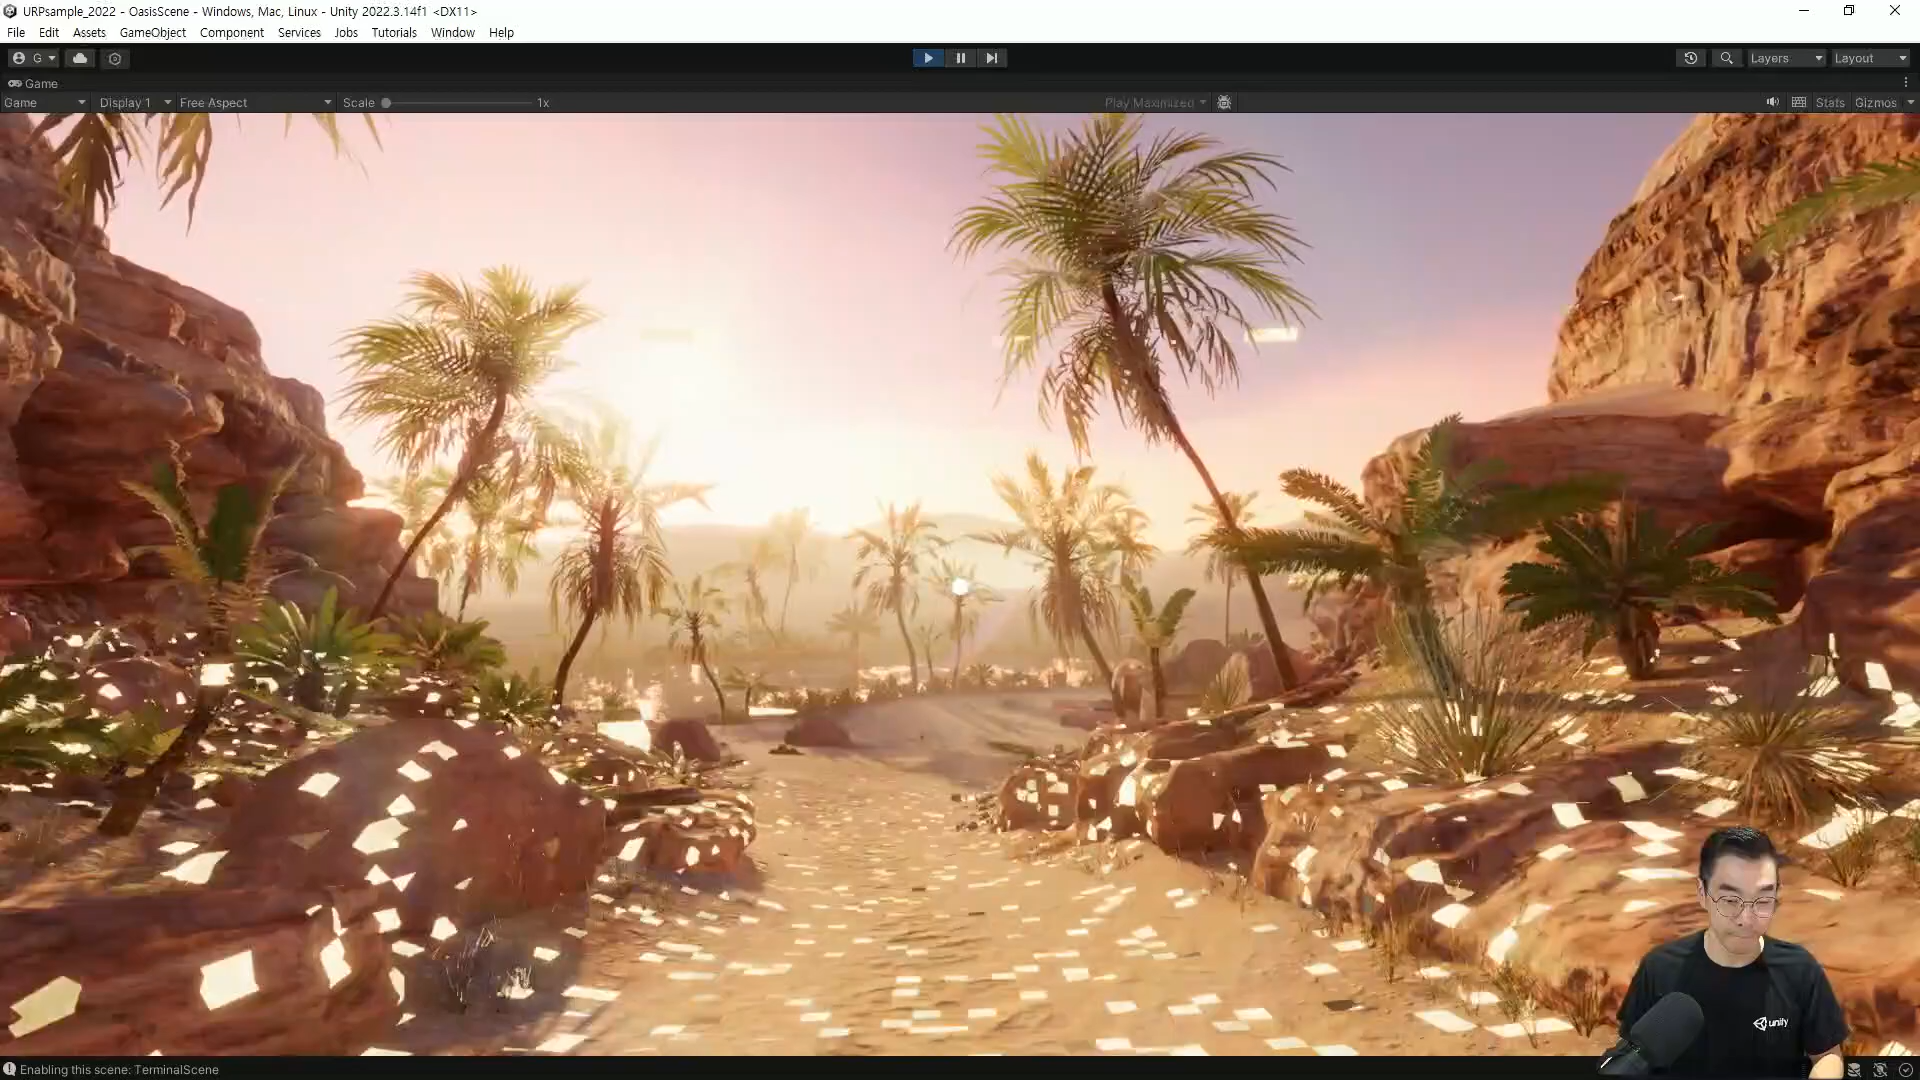 URPsample_2022 - OasisScene - Windows, Mac, Linux - Unity 2022.3.14f1 <DX11>
File Edit Assets GameObject Component Services Jobs Tutorials Window Help
G Layers Layout
Game
Game Display 1 Free Aspect Scale 1x Play Maximized Stats Gizmos
unity
Enabling this scene: TerminalScene